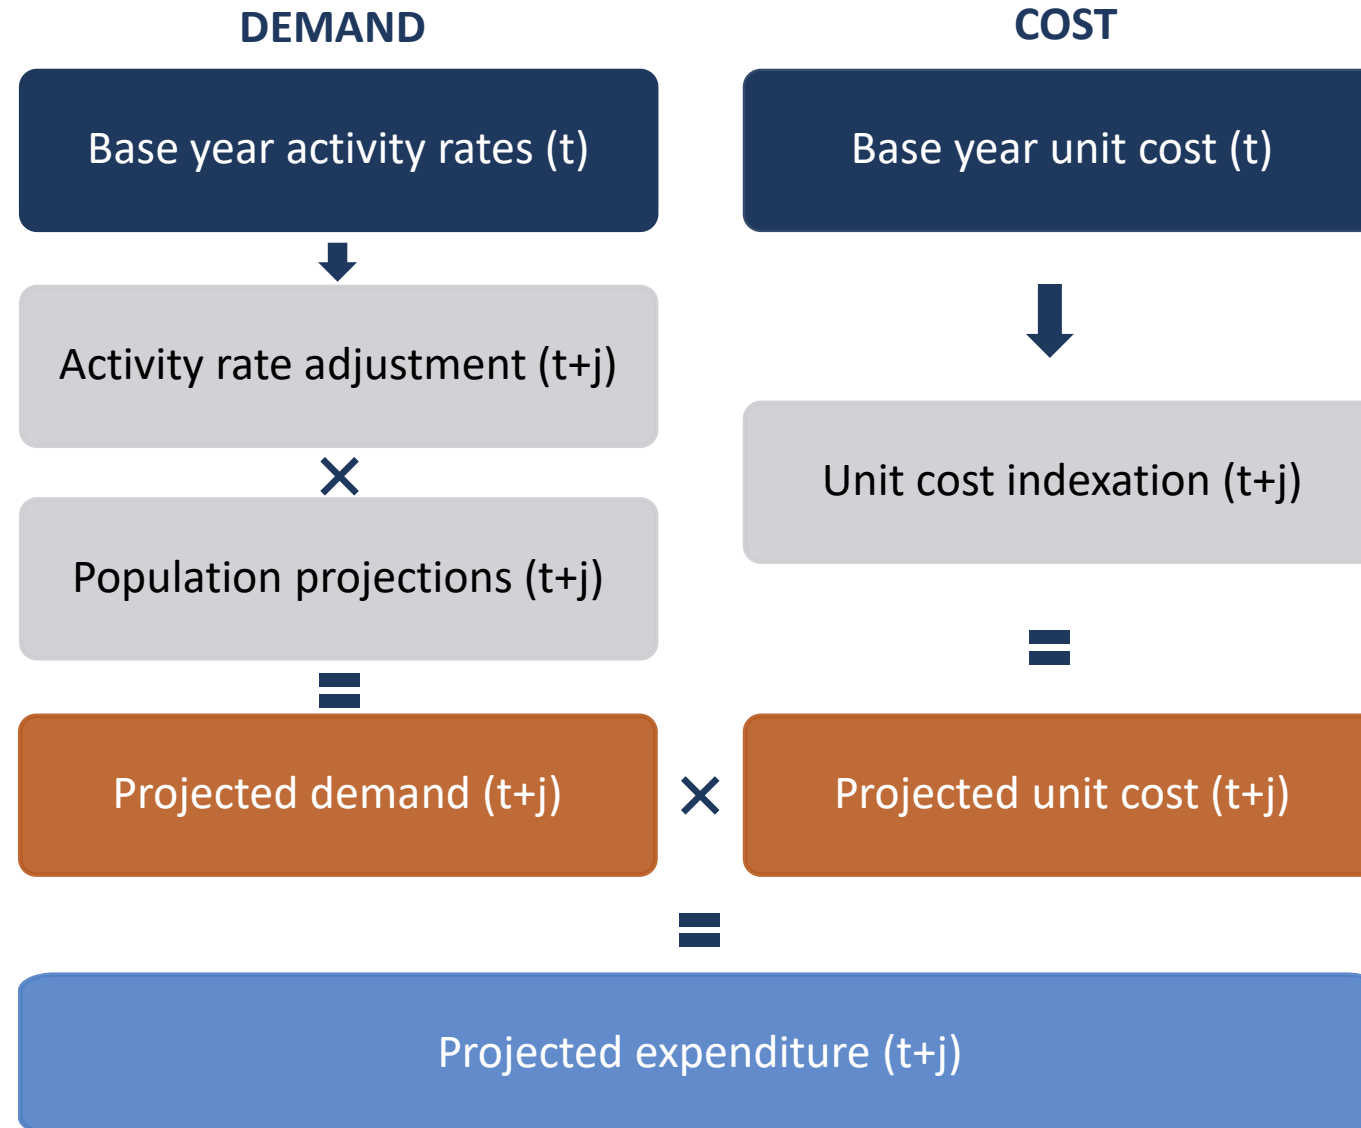 DEMAND
COST
Base year activity rates (t)
Base year unit cost (t)
Activity rate adjustment (t+j)
×
Unit cost indexation (t+j)
Population projections (t+j)
=
=
Projected demand (t+j)
×
Projected unit cost (t+j)
=
Projected expenditure (t+j)